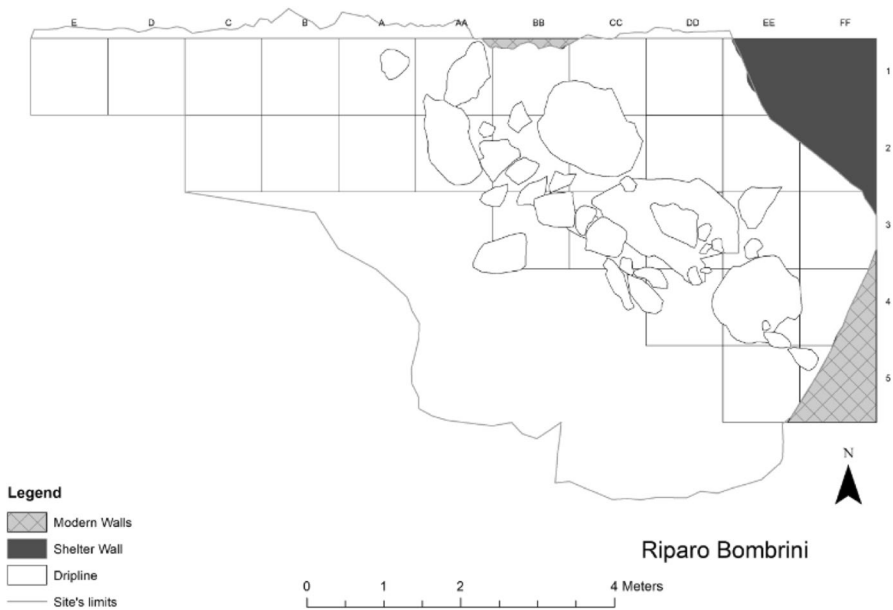 E D C B A AA BB CC DD EE FF
1
2
3
4
5
N
Legend
Modern Walls
Shelter Wall
Dripline
Site's limits
Riparo Bombrini
0 1 2 4 Meters